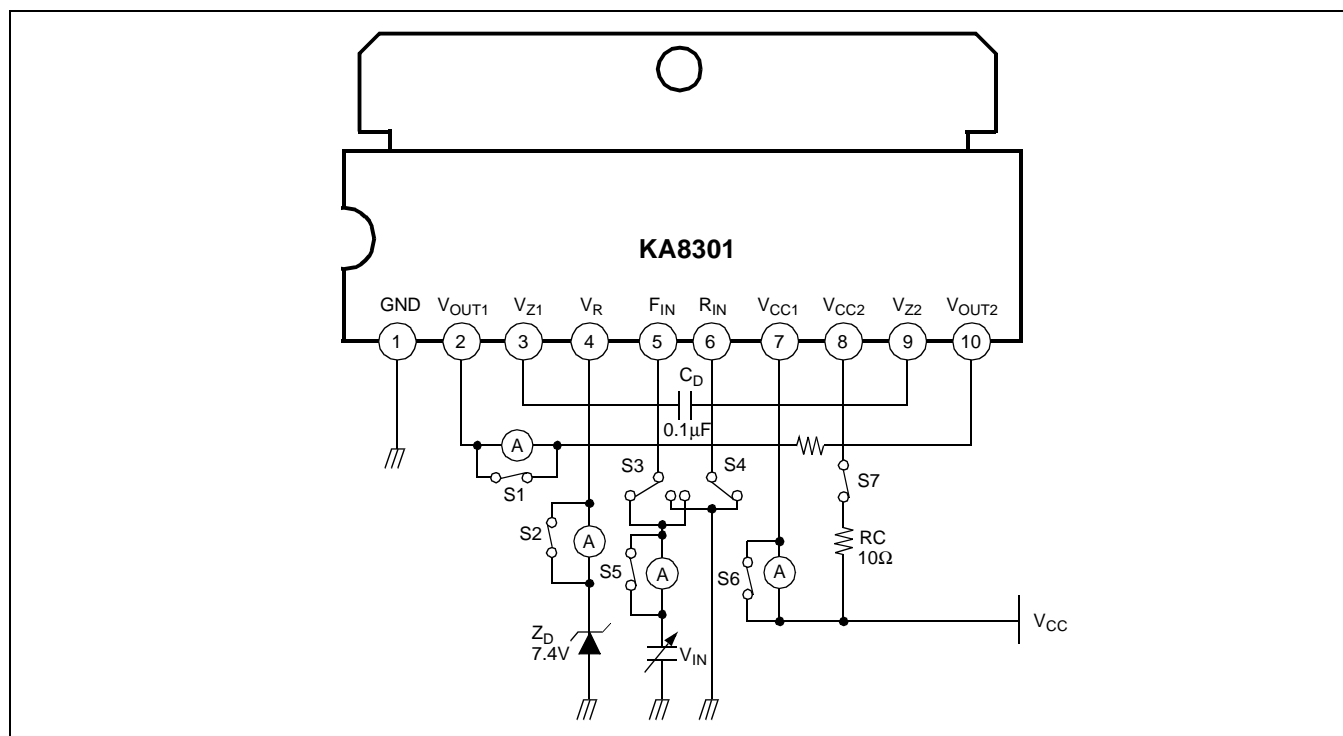 KA8301
GND VOUT1 VZ1 VR FIN RIN VCC1 VCC2 VZ2 VOUT2
1 2 3 4 5 6 7 8 9 10
CD
0.1μF
A
S1
S3
S4
S7
S2
A
S5
A
S6
A
RC
10Ω
ZD
7.4V
VIN
VCC